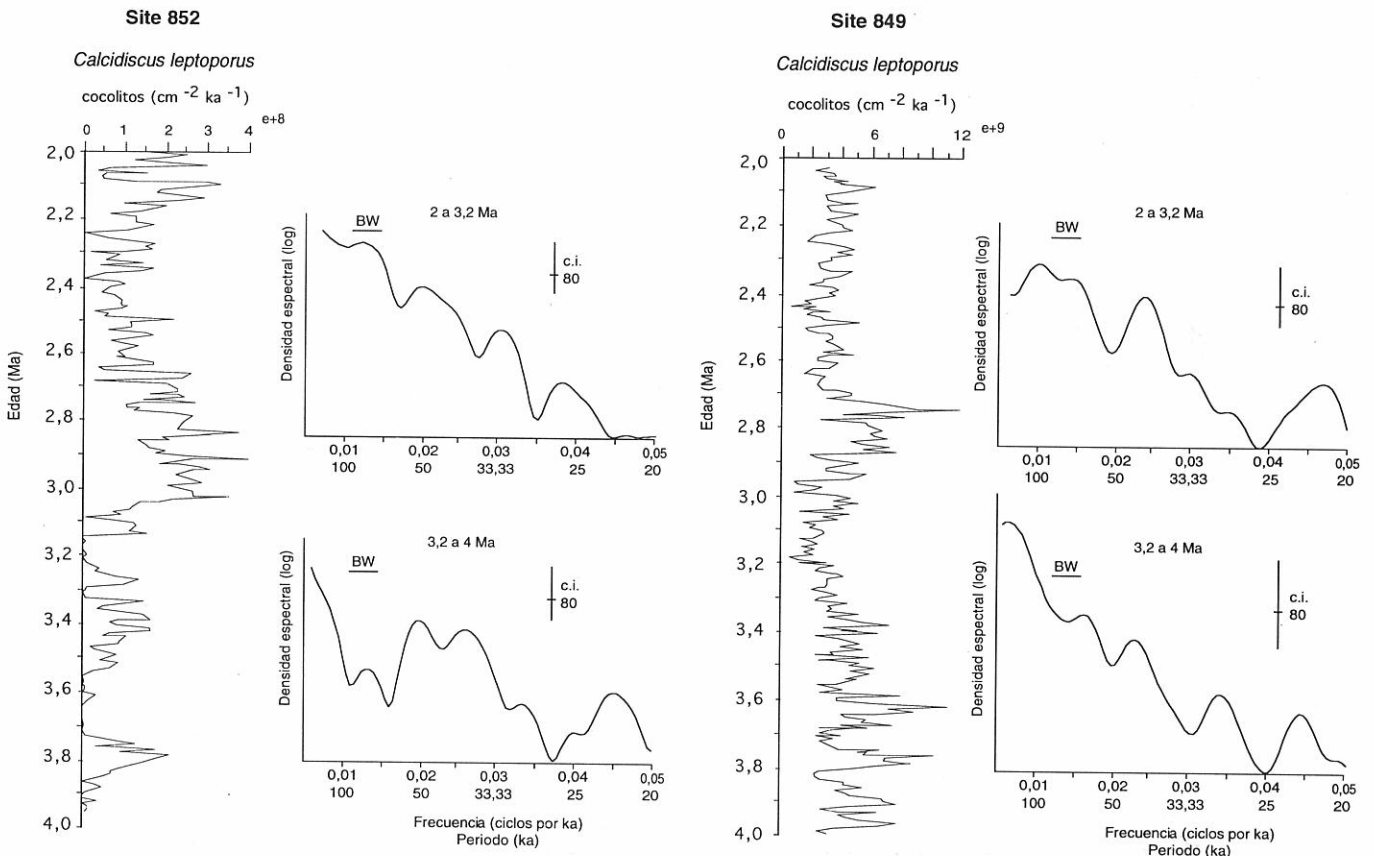 Site 852
Calcidiscus leptoporus
cocolitos (cm -2 ka -1)
0 1 2 3 4 e+8
Edad (Ma)
2,0
2,2
2,4
2,6
2,8
3,0
3,2
3,4
3,6
3,8
4,0
2 a 3,2 Ma
BW
c.i.
80
Densidad espectral (log)
0,01 0,02 0,03 0,04 0,05
100 50 33,33 25 20
3,2 a 4 Ma
BW
c.i.
80
Densidad espectral (log)
0,01 0,02 0,03 0,04 0,05
100 50 33,33 25 20
Frecuencia (ciclos por ka)
Periodo (ka)
Site 849
Calcidiscus leptoporus
cocolitos (cm -2 ka -1)
0 6 12 e+9
Edad (Ma)
2,0
2,2
2,4
2,6
2,8
3,0
3,2
3,4
3,6
3,8
4,0
2 a 3,2 Ma
BW
c.i.
80
Densidad espectral (log)
0,01 0,02 0,03 0,04 0,05
100 50 33,33 25 20
3,2 a 4 Ma
BW
c.i.
80
Densidad espectral (log)
0,01 0,02 0,03 0,04 0,05
100 50 33,33 25 20
Frecuencia (ciclos por ka)
Periodo (ka)